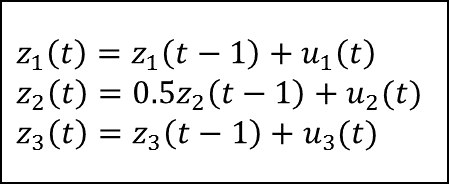 z₁(t) = z₁(t − 1) + u₁(t)
z₂(t) = 0.5z₂(t − 1) + u₂(t)
z₃(t) = z₃(t − 1) + u₃(t)